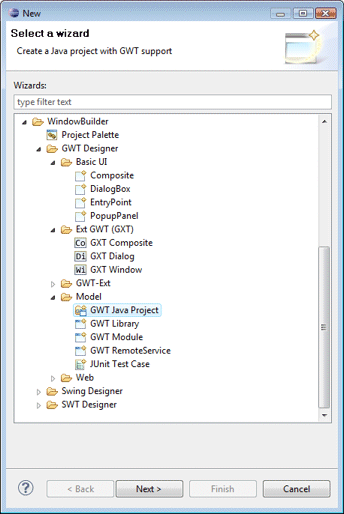 New
Select a wizard
Create a Java project with GWT support
Wizards:
type filter text
WindowBuilder
Project Palette
GWT Designer
Basic UI
Composite
DialogBox
EntryPoint
PopupPanel
Ext GWT (GXT)
Co GXT Composite
Di GXT Dialog
Wi GXT Window
GWT-Ext
Model
GWT Java Project
GWT Library
GWT Module
GWT RemoteService
JUnit Test Case
Web
Swing Designer
SWT Designer
? < Back Next > Finish Cancel